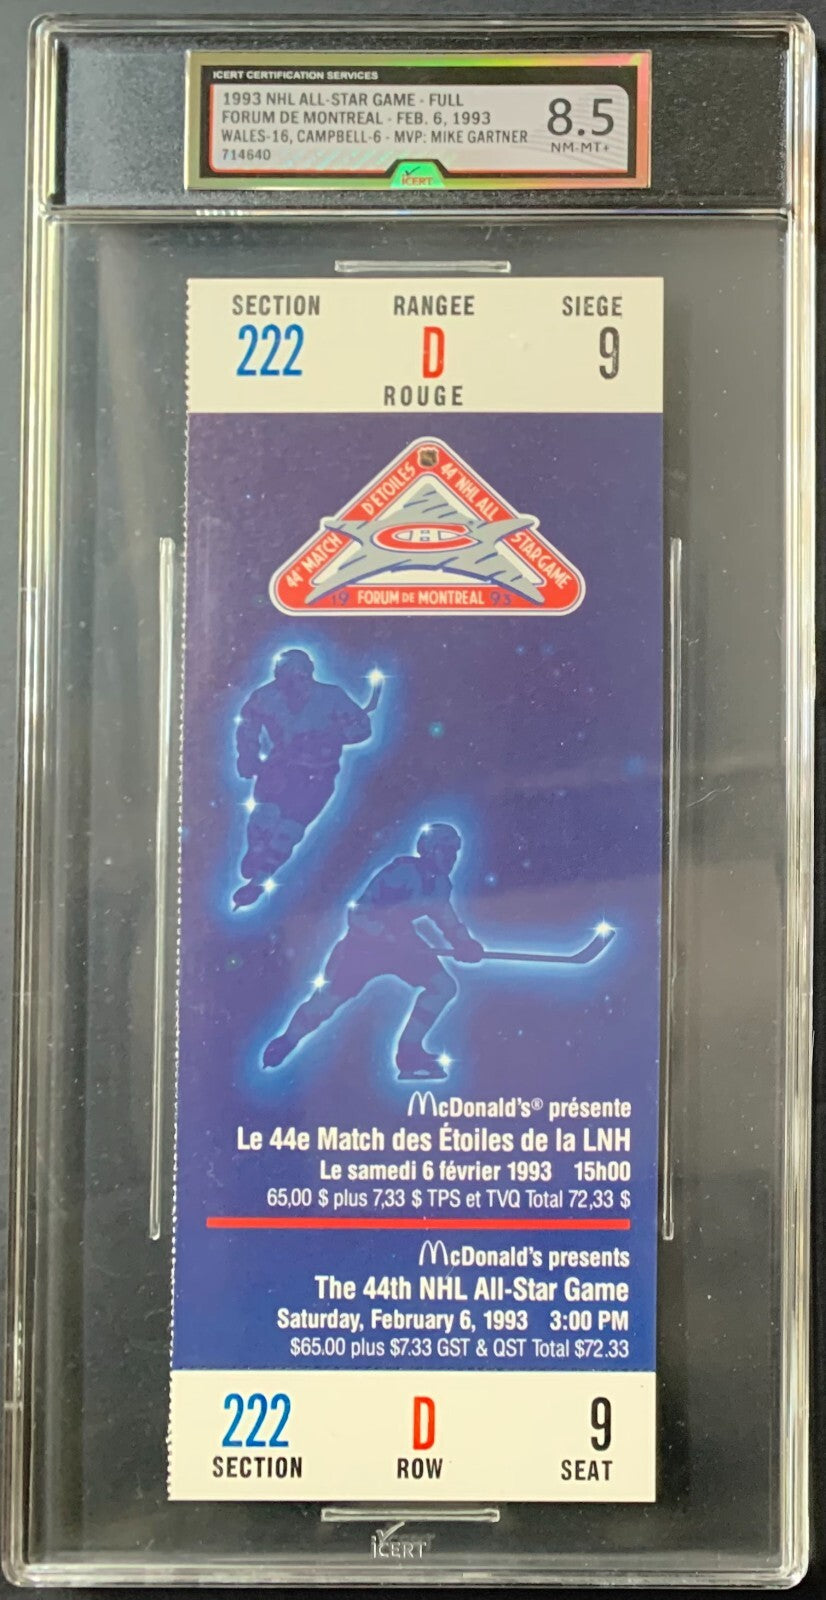 ICERT CERTIFICATION SERVICES
1993 NHL ALL-STAR GAME - FULL
FORUM DE MONTREAL - FEB. 6, 1993
WALES-16, CAMPBELL-6 - MVP: MIKE GARTNER
714640
8.5
NM-MT+
ICERT
SECTION RANGEE SIEGE
222 D 9
ROUGE
44e MATCH D'ETOILES 44th NHL ALL STAR GAME
CH
19 FORUM DE MONTREAL 93
McDonald's® présente
Le 44e Match des Étoiles de la LNH
Le samedi 6 février 1993 15h00
65,00 $ plus 7,33 $ TPS et TVQ Total 72,33 $
McDonald's presents
The 44th NHL All-Star Game
Saturday, February 6, 1993 3:00 PM
$65.00 plus $7.33 GST & QST Total $72.33
222 D 9
SECTION ROW SEAT
ICERT